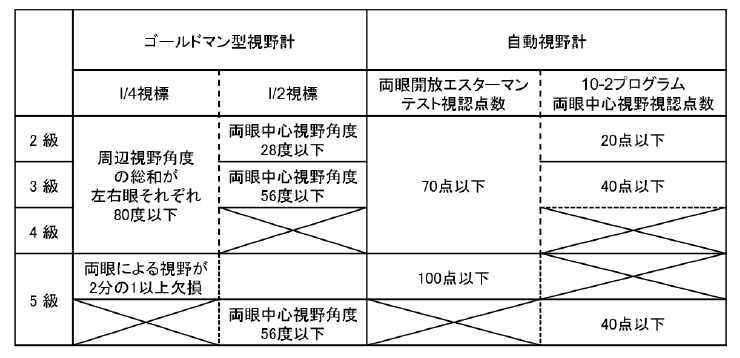 ゴールドマン型視野計
自動視野計
I/4視標
I/2視標
両眼開放エスターマン
テスト視認点数
10-2プログラム
両眼中心視野視認点数
2級
周辺視野角度
の総和が
左右眼それぞれ
80度以下
両眼中心視野角度
28度以下
70点以下
20点以下
3級
両眼中心視野角度
56度以下
40点以下
4級
5級
両眼による視野が
2分の1以上欠損
100点以下
両眼中心視野角度
56度以下
40点以下